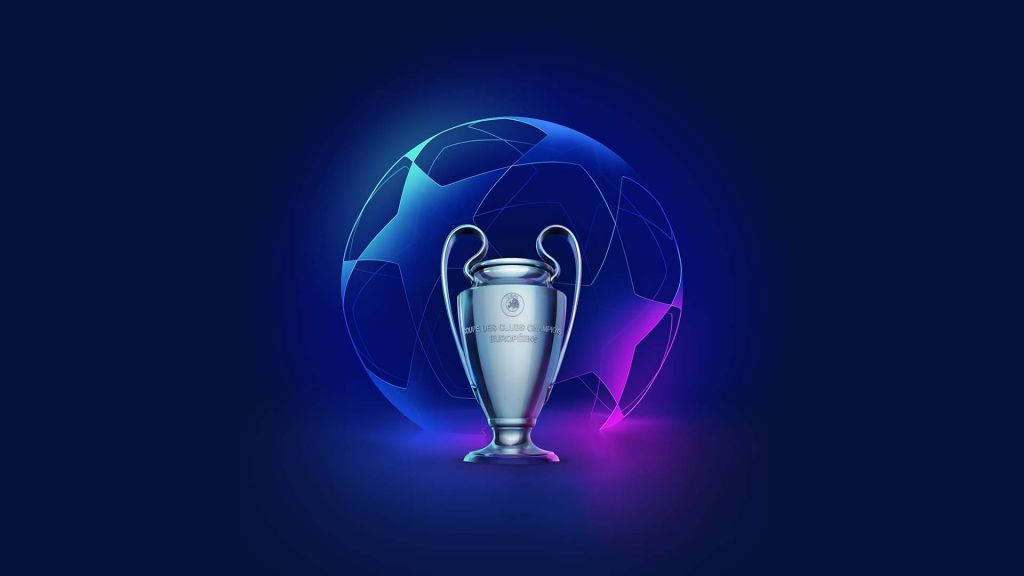 COUPE DES CLUBS CHAMPIONS
EUROPÉENS